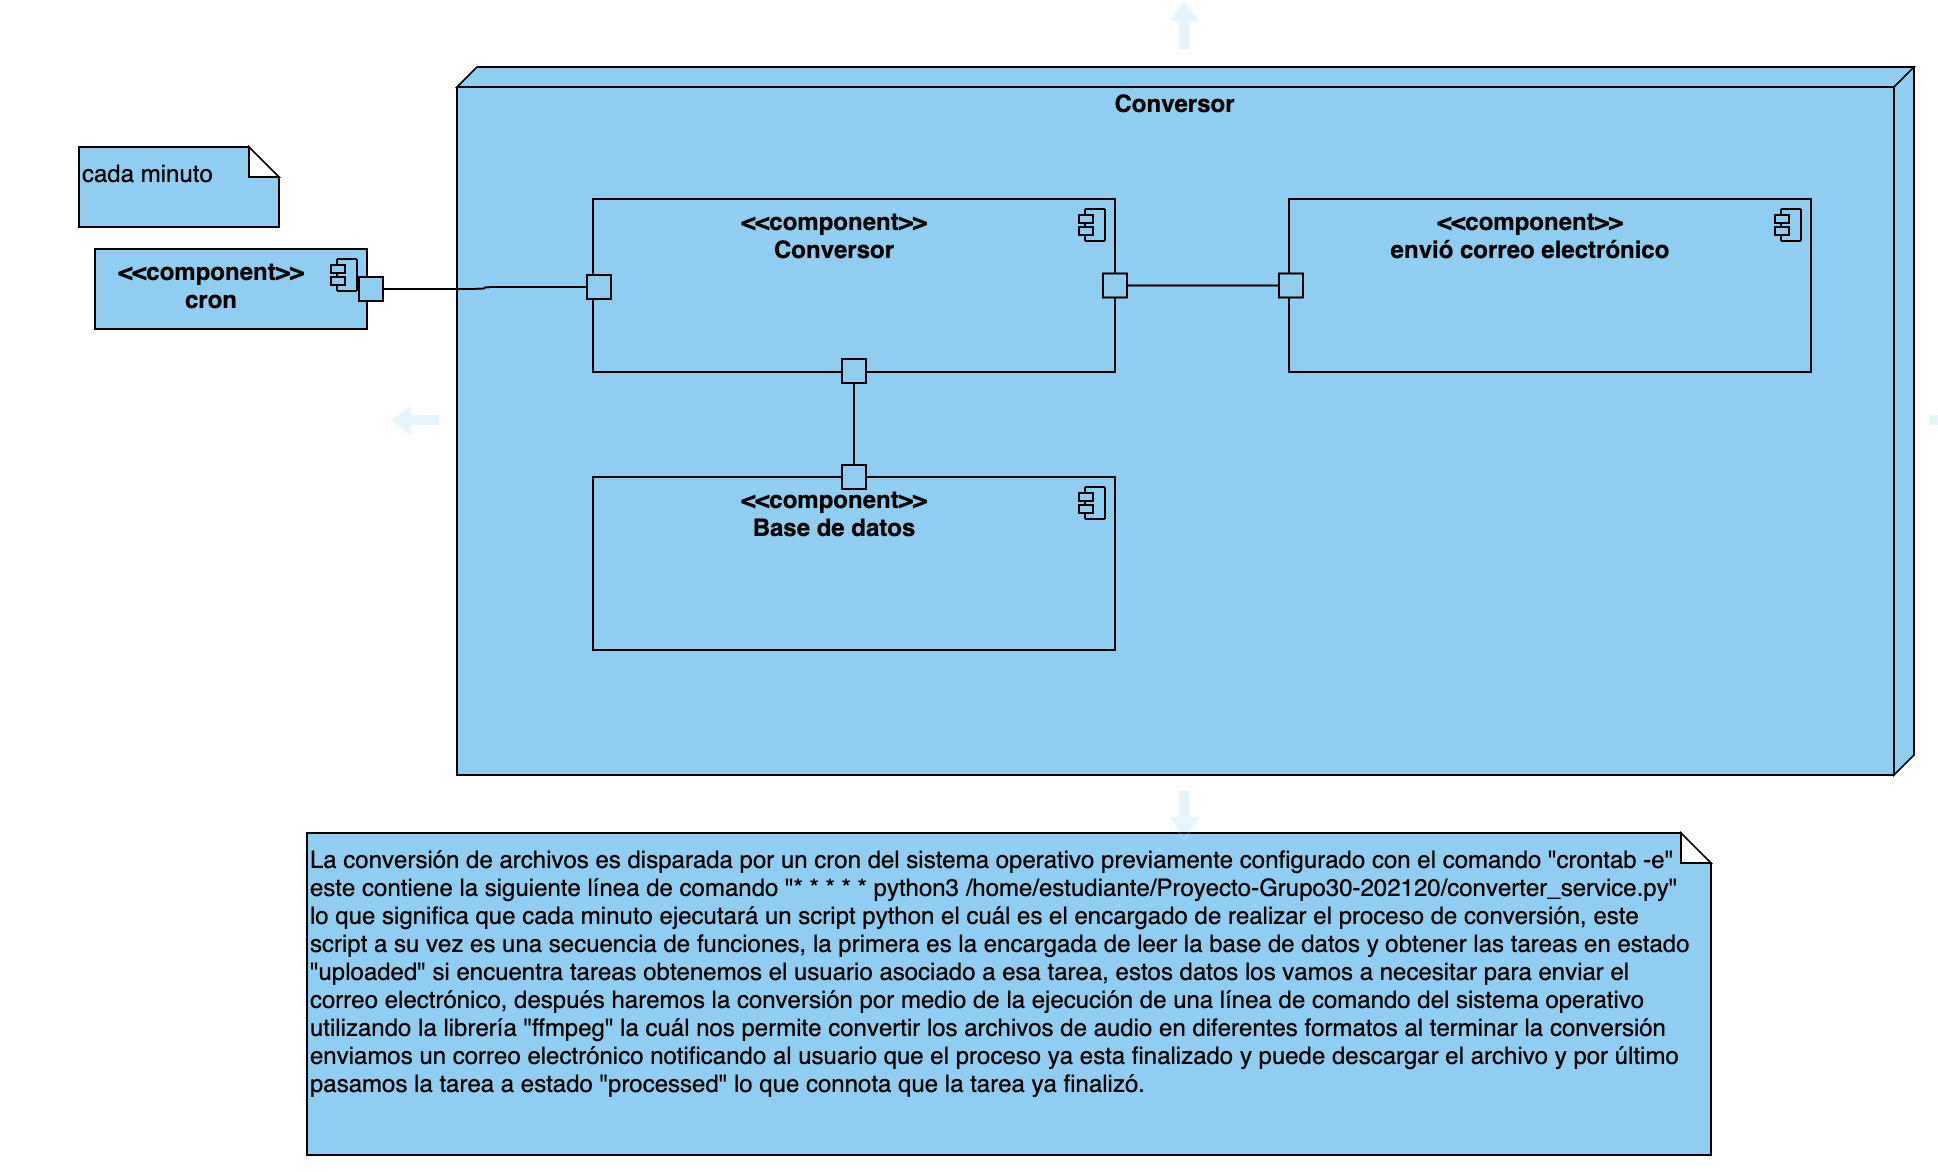 Conversor
cada minuto
<<component>>
cron
<<component>>
Conversor
<<component>>
envió correo electrónico
<<component>>
Base de datos
La conversión de archivos es disparada por un cron del sistema operativo previamente configurado con el comando "crontab -e"
este contiene la siguiente línea de comando "* * * * * python3 /home/estudiante/Proyecto-Grupo30-202120/converter_service.py"
lo que significa que cada minuto ejecutará un script python el cuál es el encargado de realizar el proceso de conversión, este
script a su vez es una secuencia de funciones, la primera es la encargada de leer la base de datos y obtener las tareas en estado
"uploaded" si encuentra tareas obtenemos el usuario asociado a esa tarea, estos datos los vamos a necesitar para enviar el
correo electrónico, después haremos la conversión por medio de la ejecución de una línea de comando del sistema operativo
utilizando la librería "ffmpeg" la cuál nos permite convertir los archivos de audio en diferentes formatos al terminar la conversión
enviamos un correo electrónico notificando al usuario que el proceso ya esta finalizado y puede descargar el archivo y por último
pasamos la tarea a estado "processed" lo que connota que la tarea ya finalizó.